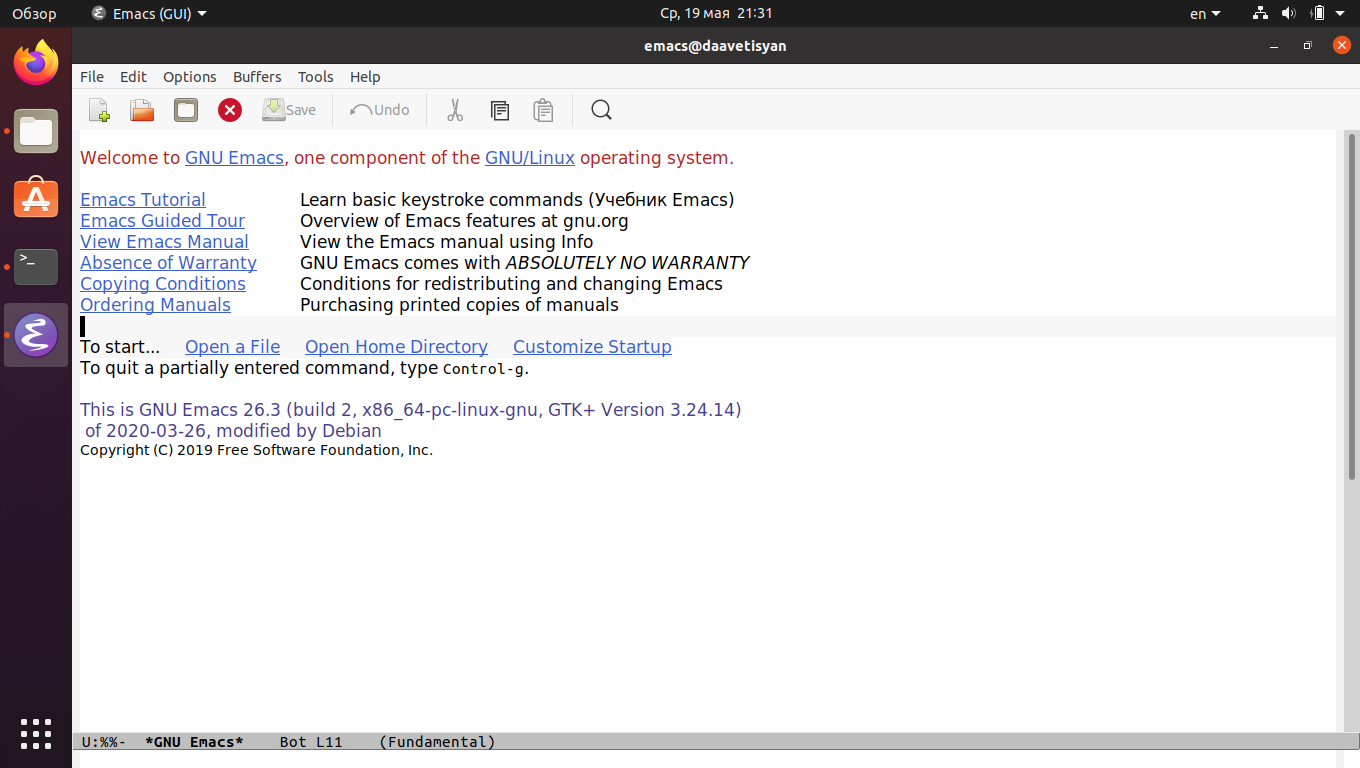 Обзор Emacs (GUI) Ср, 19 мая 21:31 en
emacs@daavetisyan
File Edit Options Buffers Tools Help
Save Undo
Welcome to GNU Emacs, one component of the GNU/Linux operating system.
Emacs Tutorial Learn basic keystroke commands (Учебник Emacs)
Emacs Guided Tour Overview of Emacs features at gnu.org
View Emacs Manual View the Emacs manual using Info
Absence of Warranty GNU Emacs comes with ABSOLUTELY NO WARRANTY
Copying Conditions Conditions for redistributing and changing Emacs
Ordering Manuals Purchasing printed copies of manuals
To start... Open a File Open Home Directory Customize Startup
To quit a partially entered command, type Control-g.
This is GNU Emacs 26.3 (build 2, x86_64-pc-linux-gnu, GTK+ Version 3.24.14)
of 2020-03-26, modified by Debian
Copyright (C) 2019 Free Software Foundation, Inc.
U:%%- *GNU Emacs* Bot L11 (Fundamental)